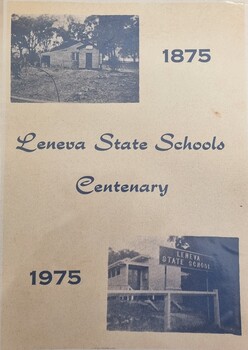 1875
Leneva State Schools
Centenary
LENEVA
STATE SCHOOL
1975